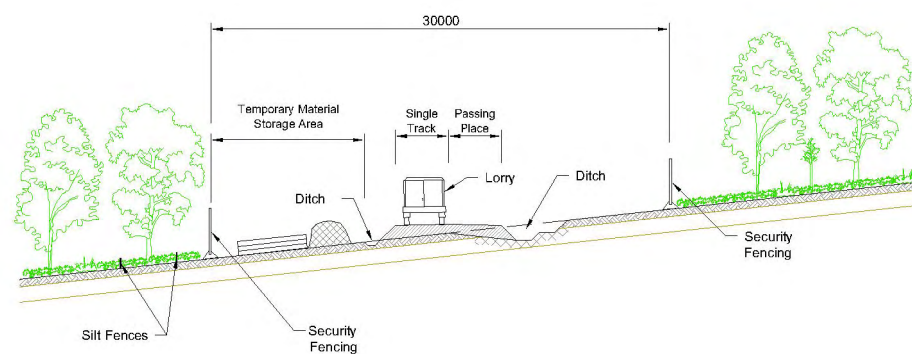 30000
Temporary Material
Storage Area
Single
Track
Passing
Place
Lorry
Ditch
Ditch
Security
Fencing
Silt Fences
Security
Fencing